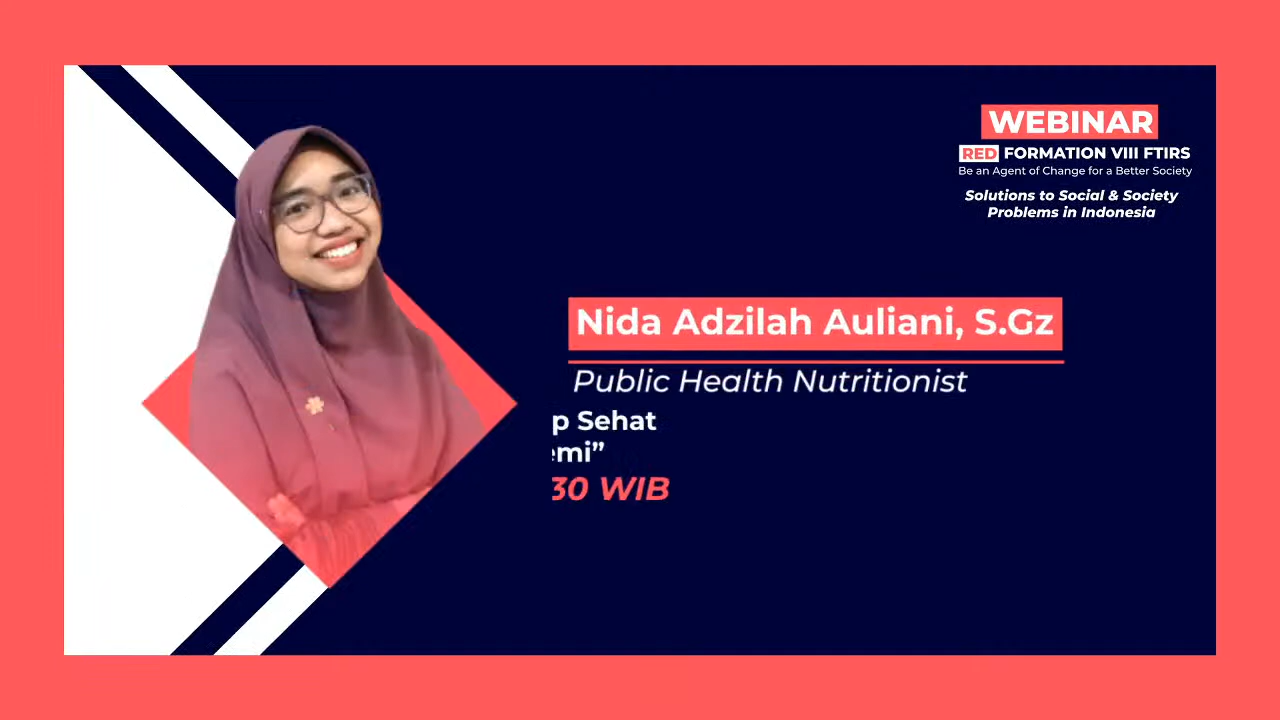 WEBINAR
RED FORMATION VIII FTIRS
Be an Agent of Change for a Better Society
Solutions to Social & Society
Problems in Indonesia
Nida Adzilah Auliani, S.Gz
Public Health Nutritionist
p Sehat
emi”
30 WIB